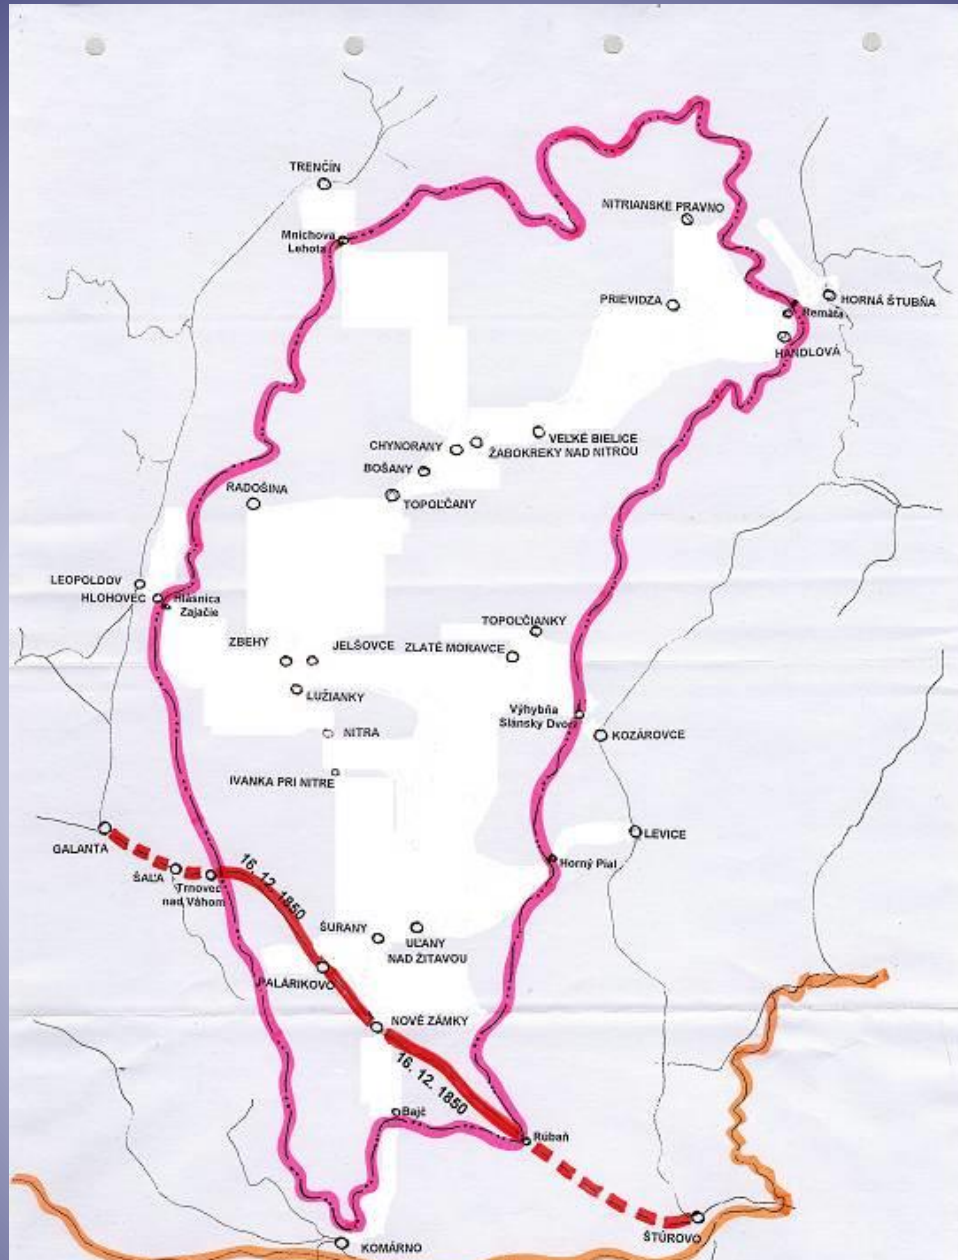 TRENČÍN
Mníchova
Lehota
NITRIANSKE PRAVNO
PRIEVIDZA
HORNÁ ŠTUBŇA
Remata
HANDLOVÁ
CHYNORANY
VEĽKÉ BIELICE
ŽABOKREKY NAD NITROU
BOŠANY
TOPOĽČANY
RADOŠINA
LEOPOLDOV
HLOHOVEC
Hlásnica
Zajačie
ZBEHY
JELŠOVCE
TOPOĽČIANKY
ZLATÉ MORAVCE
LUŽIANKY
Výhybňa
Slánsky Dvor
NITRA
KOZÁROVCE
IVANKA PRI NITRE
GALANTA
LEVICE
ŠAĽA
Trnovec
nad Váhom
16. 12. 1850
Horný Pial
ŠURANY
UĽANY
NAD ŽITAVOU
PALÁRIKOVO
NOVÉ ZÁMKY
16. 12. 1850
Bajč
Rúbaň
ŠTÚROVO
KOMÁRNO